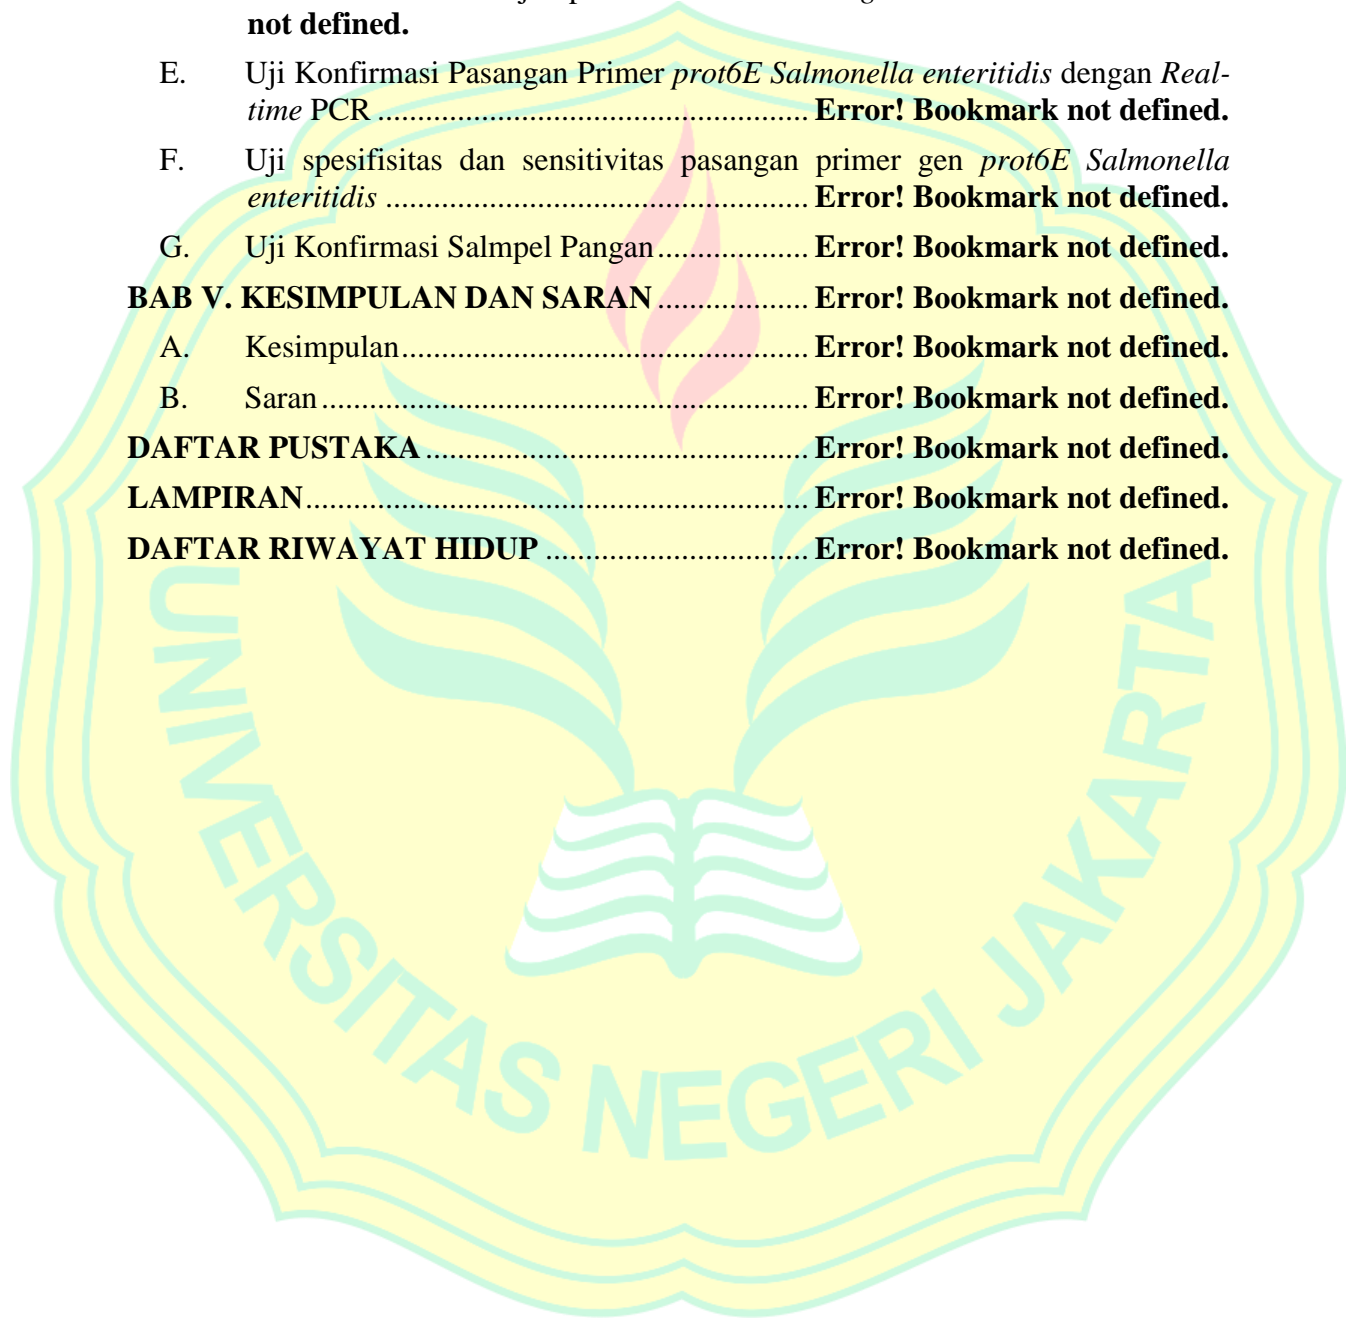 not defined.
E. Uji Konfirmasi Pasangan Primer prot6E Salmonella enteritidis dengan Real-
time PCR ................................................... Error! Bookmark not defined.
F. Uji spesifisitas dan sensitivitas pasangan primer gen prot6E Salmonella
enteritidis .................................................. Error! Bookmark not defined.
G. Uji Konfirmasi Salmpel Pangan .................. Error! Bookmark not defined.
BAB V. KESIMPULAN DAN SARAN .................. Error! Bookmark not defined.
A. Kesimpulan ................................................ Error! Bookmark not defined.
B. Saran .......................................................... Error! Bookmark not defined.
DAFTAR PUSTAKA ............................................. Error! Bookmark not defined.
LAMPIRAN ............................................................ Error! Bookmark not defined.
DAFTAR RIWAYAT HIDUP ............................... Error! Bookmark not defined.
UNIVERSITAS NEGERI JAKARTA